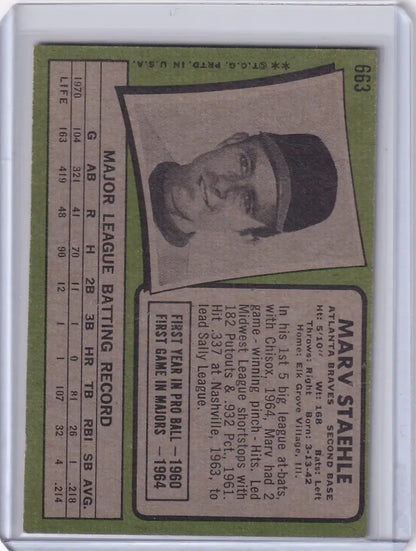 663
**©T.C.G. PRTD. IN U.S.A.
MARV STAEHLE
ATLANTA BRAVES SECOND BASE
Ht: 5'10" Wt: 168 Bats: Left
Throws: Right Born: 3-13-42
Home: Elk Grove Village, Ill.
In his 1st 5 big league at-bats,
with Chisox, 1964, Marv had 2
game-winning pinch-Hits. Led
Midwest League shortstops with
182 Putouts & .932 Pct. 1961.
Hit .337 at Nashville, 1963, to
lead Sally League.
FIRST YEAR IN PRO BALL — 1960
FIRST GAME IN MAJORS — 1964
MAJOR LEAGUE BATTING RECORD
G AB R H 2B 3B HR TB RBI SB AVG.
1970 104 321 41 70 11 1 0 81 26 1 .218
LIFE 163 419 48 90 12 1 1 107 32 4 .214